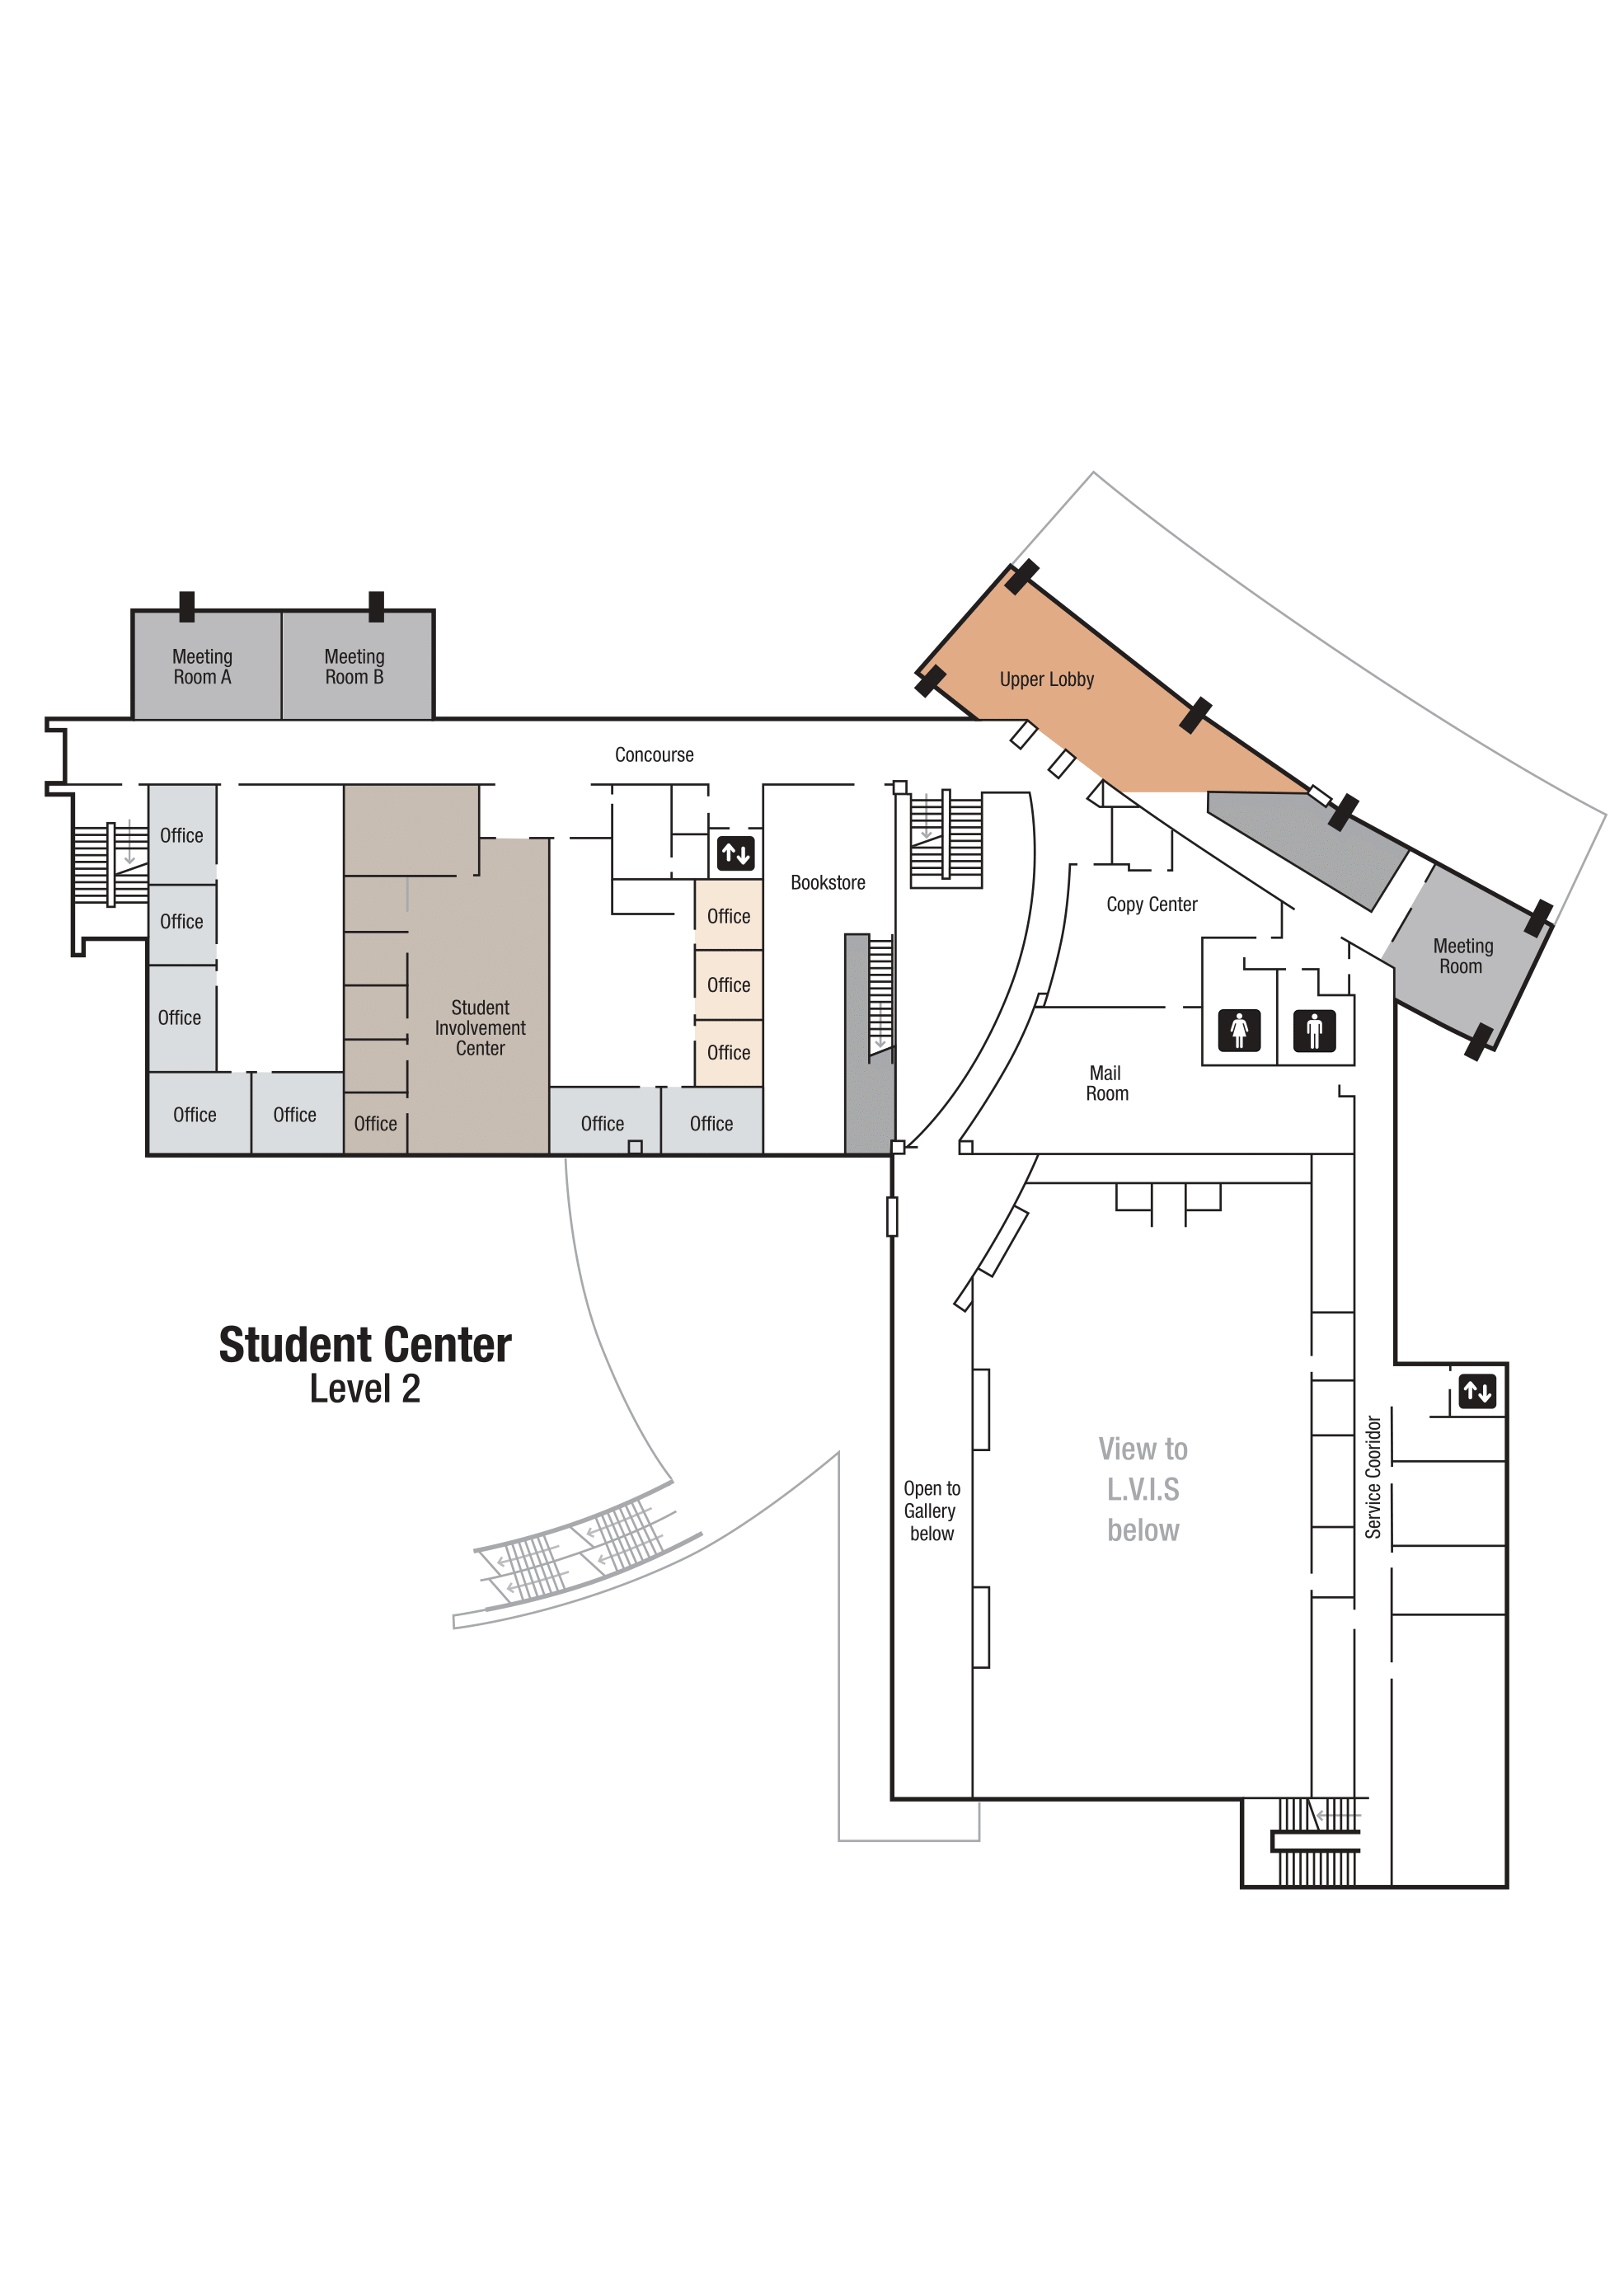 Upper Lobby
Meeting
Room A
Meeting
Room B
Concourse
Office
Bookstore
Copy Center
Office
Office
Meeting
Room
Office
Office
Student
Involvement
Center
Office
Office
Mail
Room
Office
Office
Office
Office
Office
Student Center
Level 2
View to
L.V.I.S
below
Open to
Gallery
below
Service Cooridor